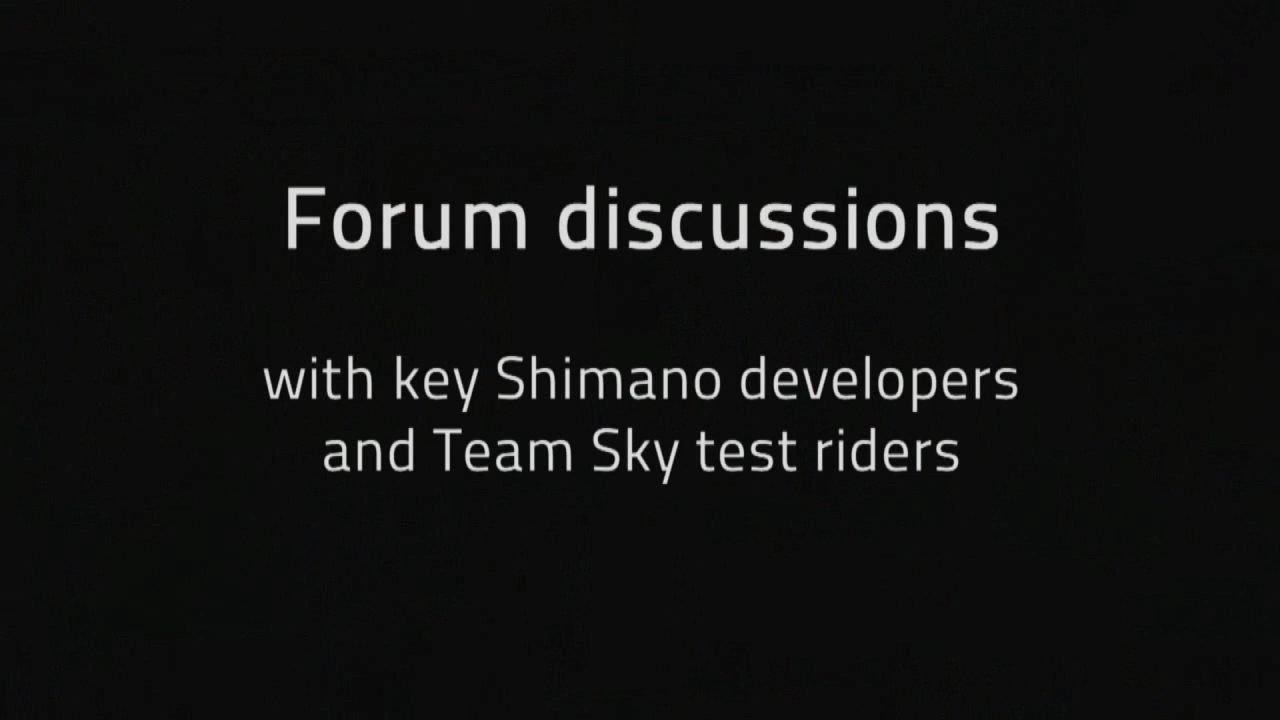 Forum discussions
with key Shimano developers
and Team Sky test riders